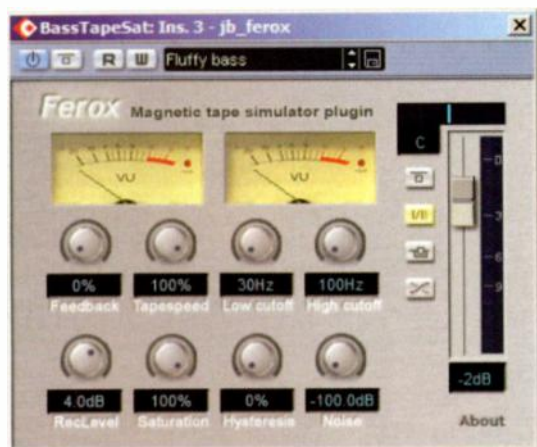 BassTapeSat: Ins. 3 - jb_ferox
R W Fluffy bass
Ferox Magnetic tape simulator plugin
VU VU
C
0
3
6
9
0% 100% 30Hz 100Hz
Feedback Tapespeed Low cutoff High cutoff
4.0dB 100% 0% -100.0dB -2dB
RecLevel Saturation Hysteresis Noise About